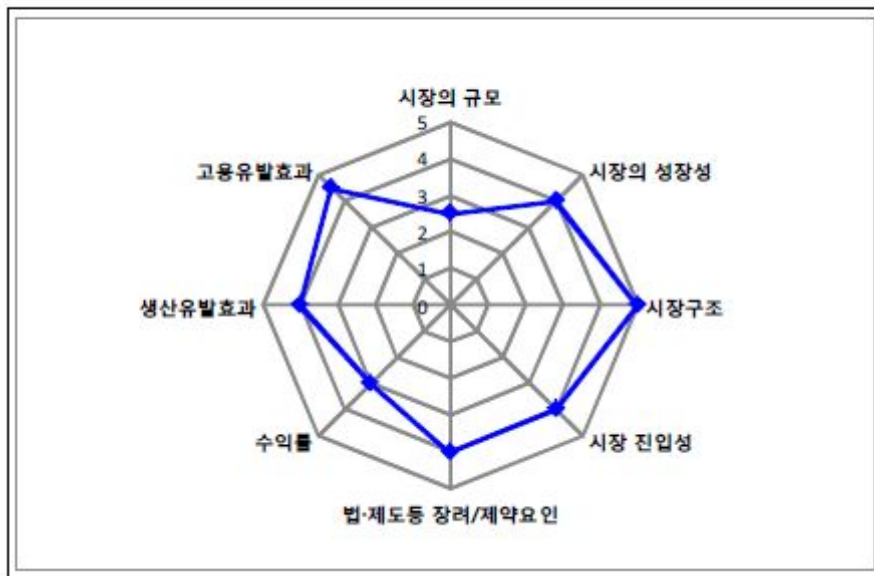 시장의 규모
5
4
3
2
1
0
고용유발효과
시장의 성장성
생산유발효과
시장구조
수익률
시장 진입성
법·제도등 장려/제약요인